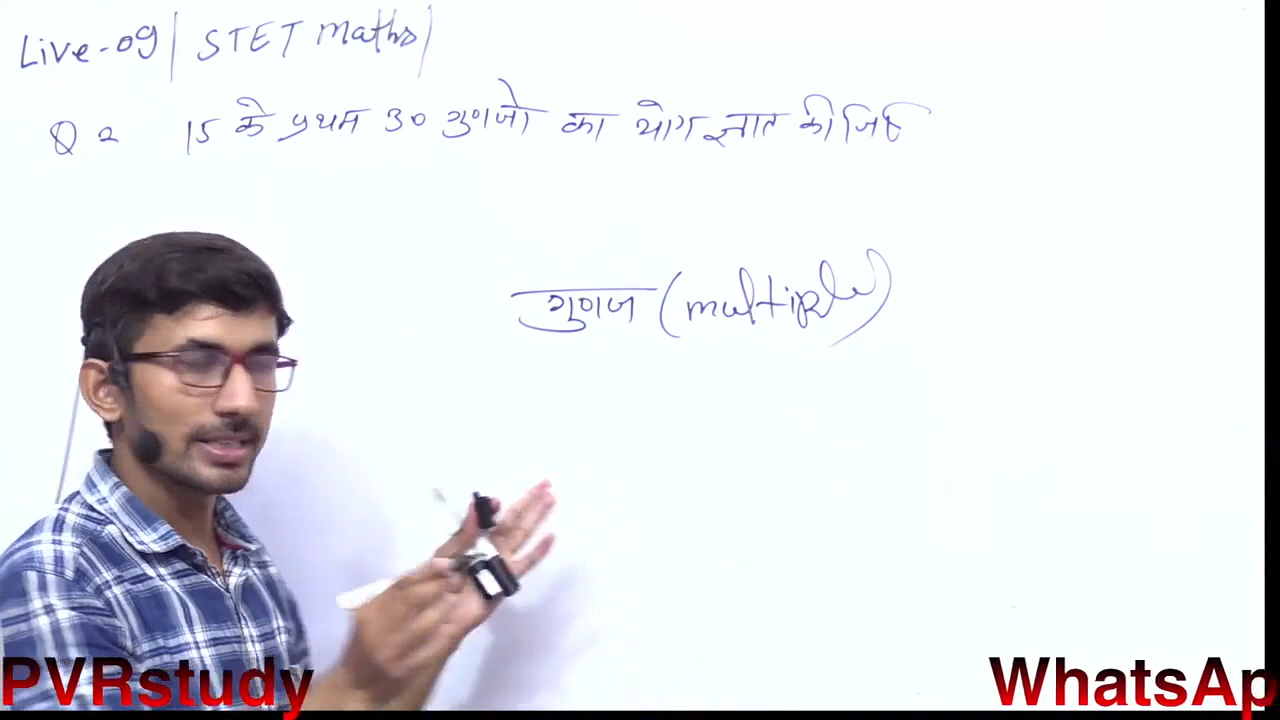 Live-09 | STET Maths |
Q 2 15 के प्रथम 30 गुणजो का योग ज्ञात कीजिए
गुणज (multiple)
PVRstudy
WhatsAp